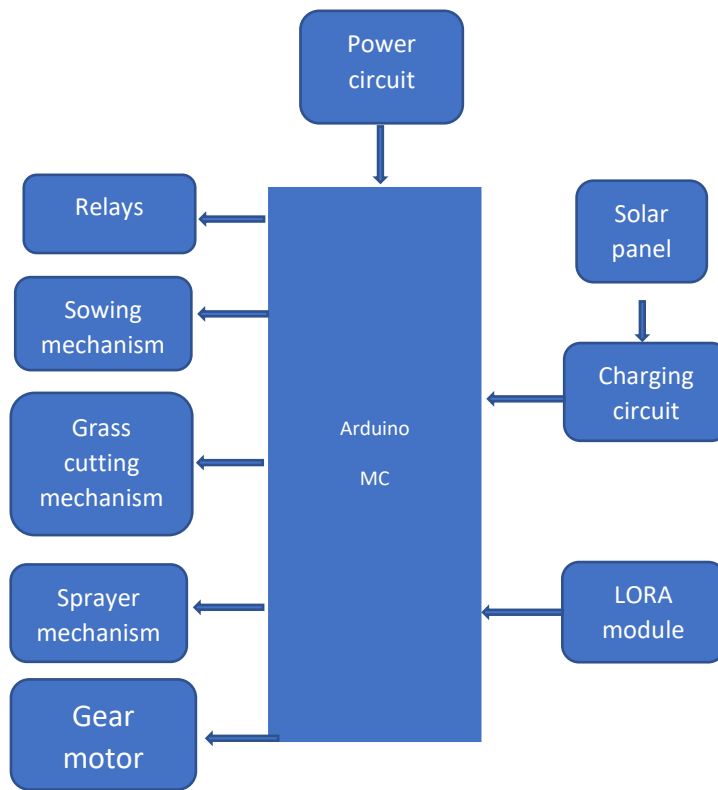 Power
circuit
Relays
Solar
panel
Sowing
mechanism
Charging
circuit
Grass
cutting
mechanism
Arduino
MC
Sprayer
mechanism
LORA
module
Gear
motor